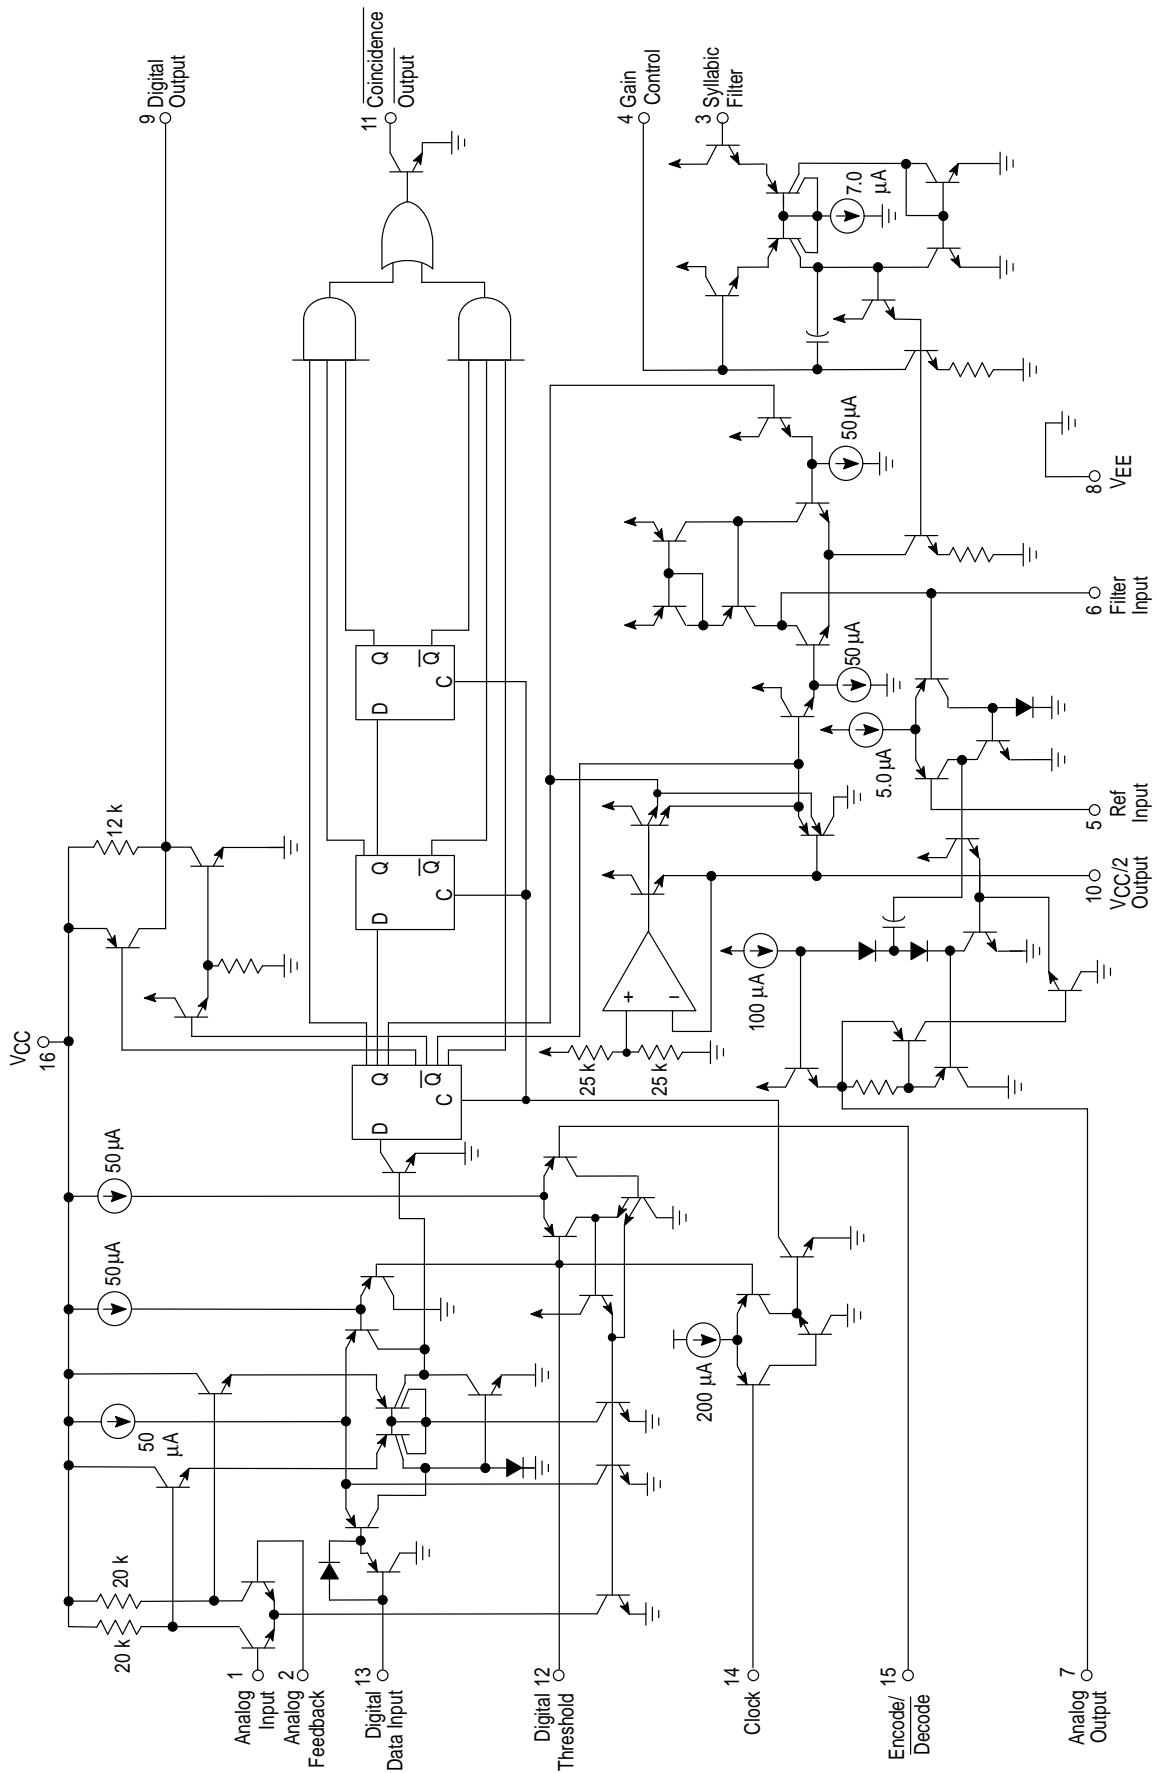 VCC
16
9 Digital
Output
11 Coincidence
Output
4 Gain
Control
3 Syllabic
Filter
12 k
50 µA
50 µA
50
µA
20 k
20 k
1
Analog
Input
2
Analog
Feedback
13
Digital
Data Input
Digital 12
Threshold
14
Clock
15
Encode/
Decode
7
Analog
Output
D
Q
Q
C
D
Q
Q
C
D
Q
Q
C
+
–
25 k
25 k
200 µA
100 µA
5.0 µA
50 µA
50 µA
7.0
µA
10
VCC/2
Output
5
Ref
Input
6
Filter
Input
8
VEE